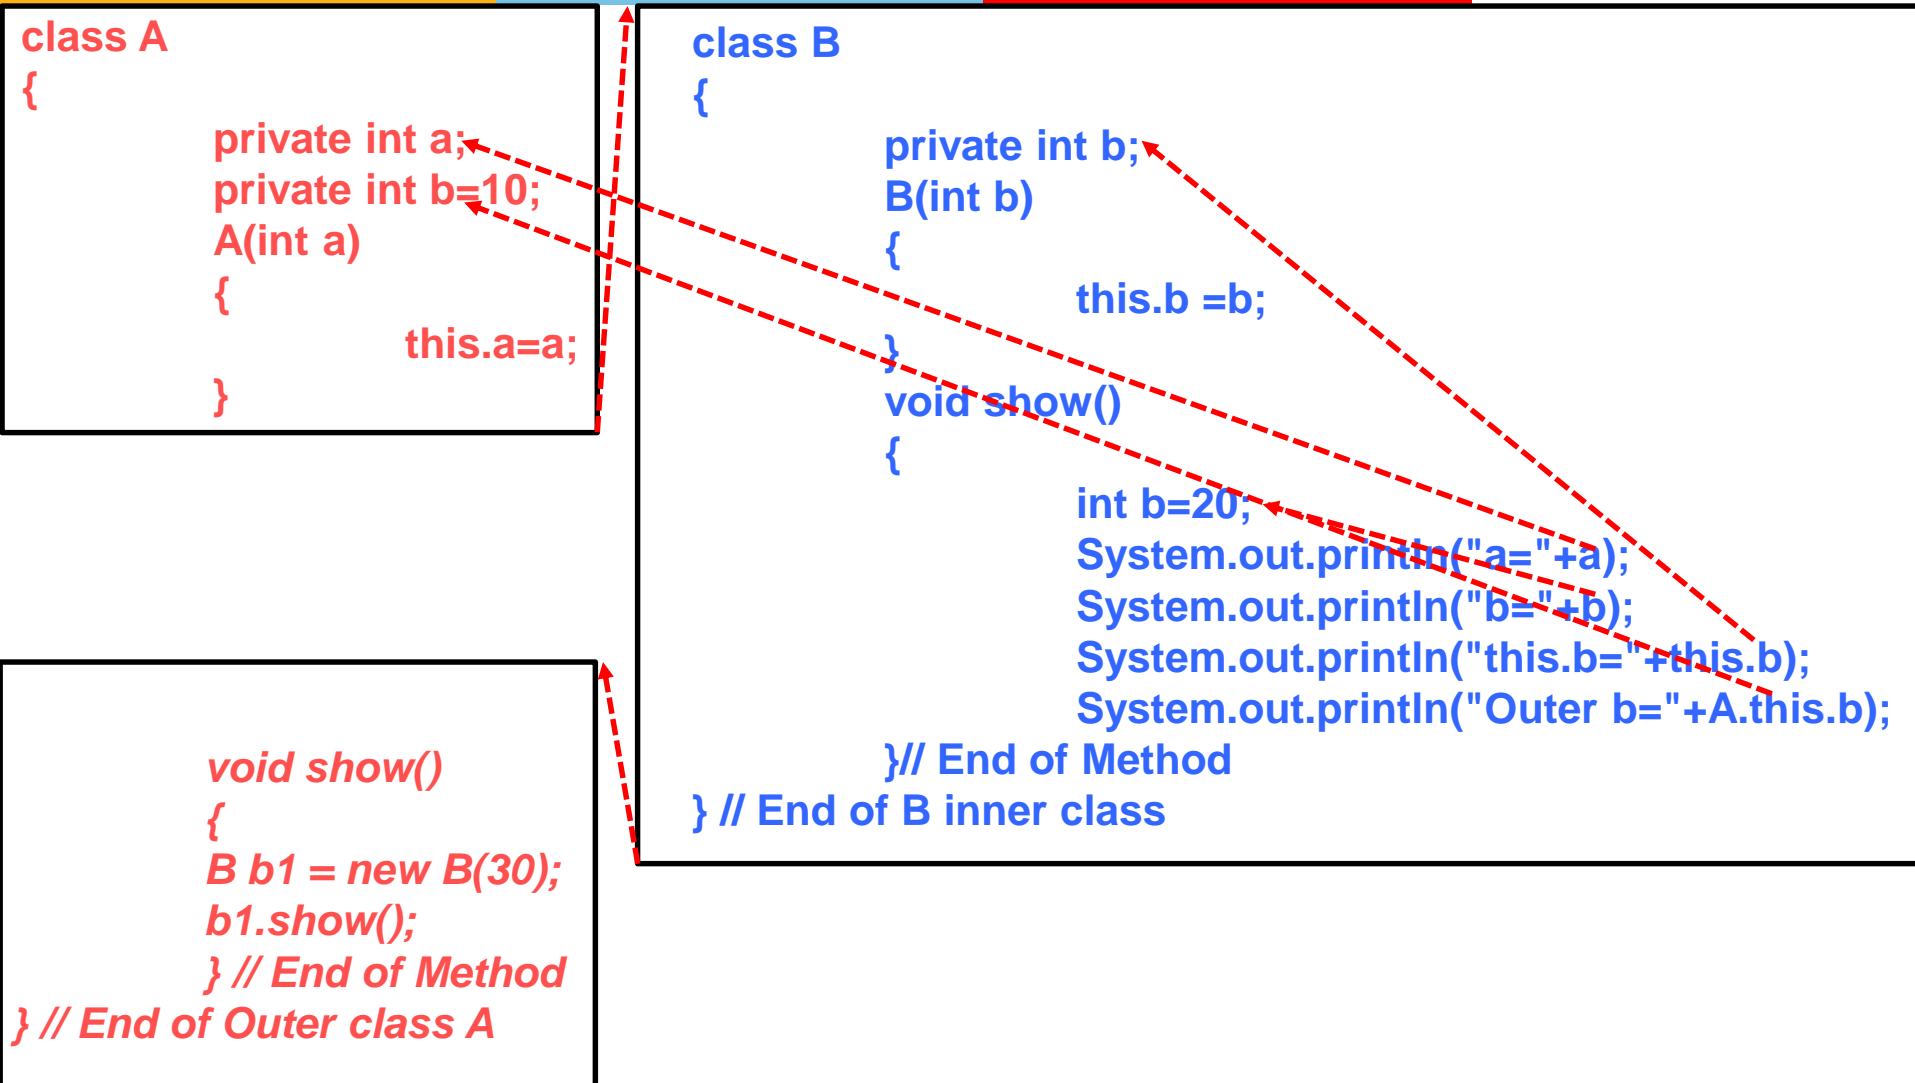 class A
{
private int a;
private int b=10;
A(int a)
{
this.a=a;
}
class B
{
private int b;
B(int b)
{
this.b =b;
}
void show()
{
int b=20;
System.out.println("a="+a);
System.out.println("b="+b);
System.out.println("this.b="+this.b);
System.out.println("Outer b="+A.this.b);
}// End of Method
} // End of B inner class
void show()
{
B b1 = new B(30);
b1.show();
} // End of Method
} // End of Outer class A